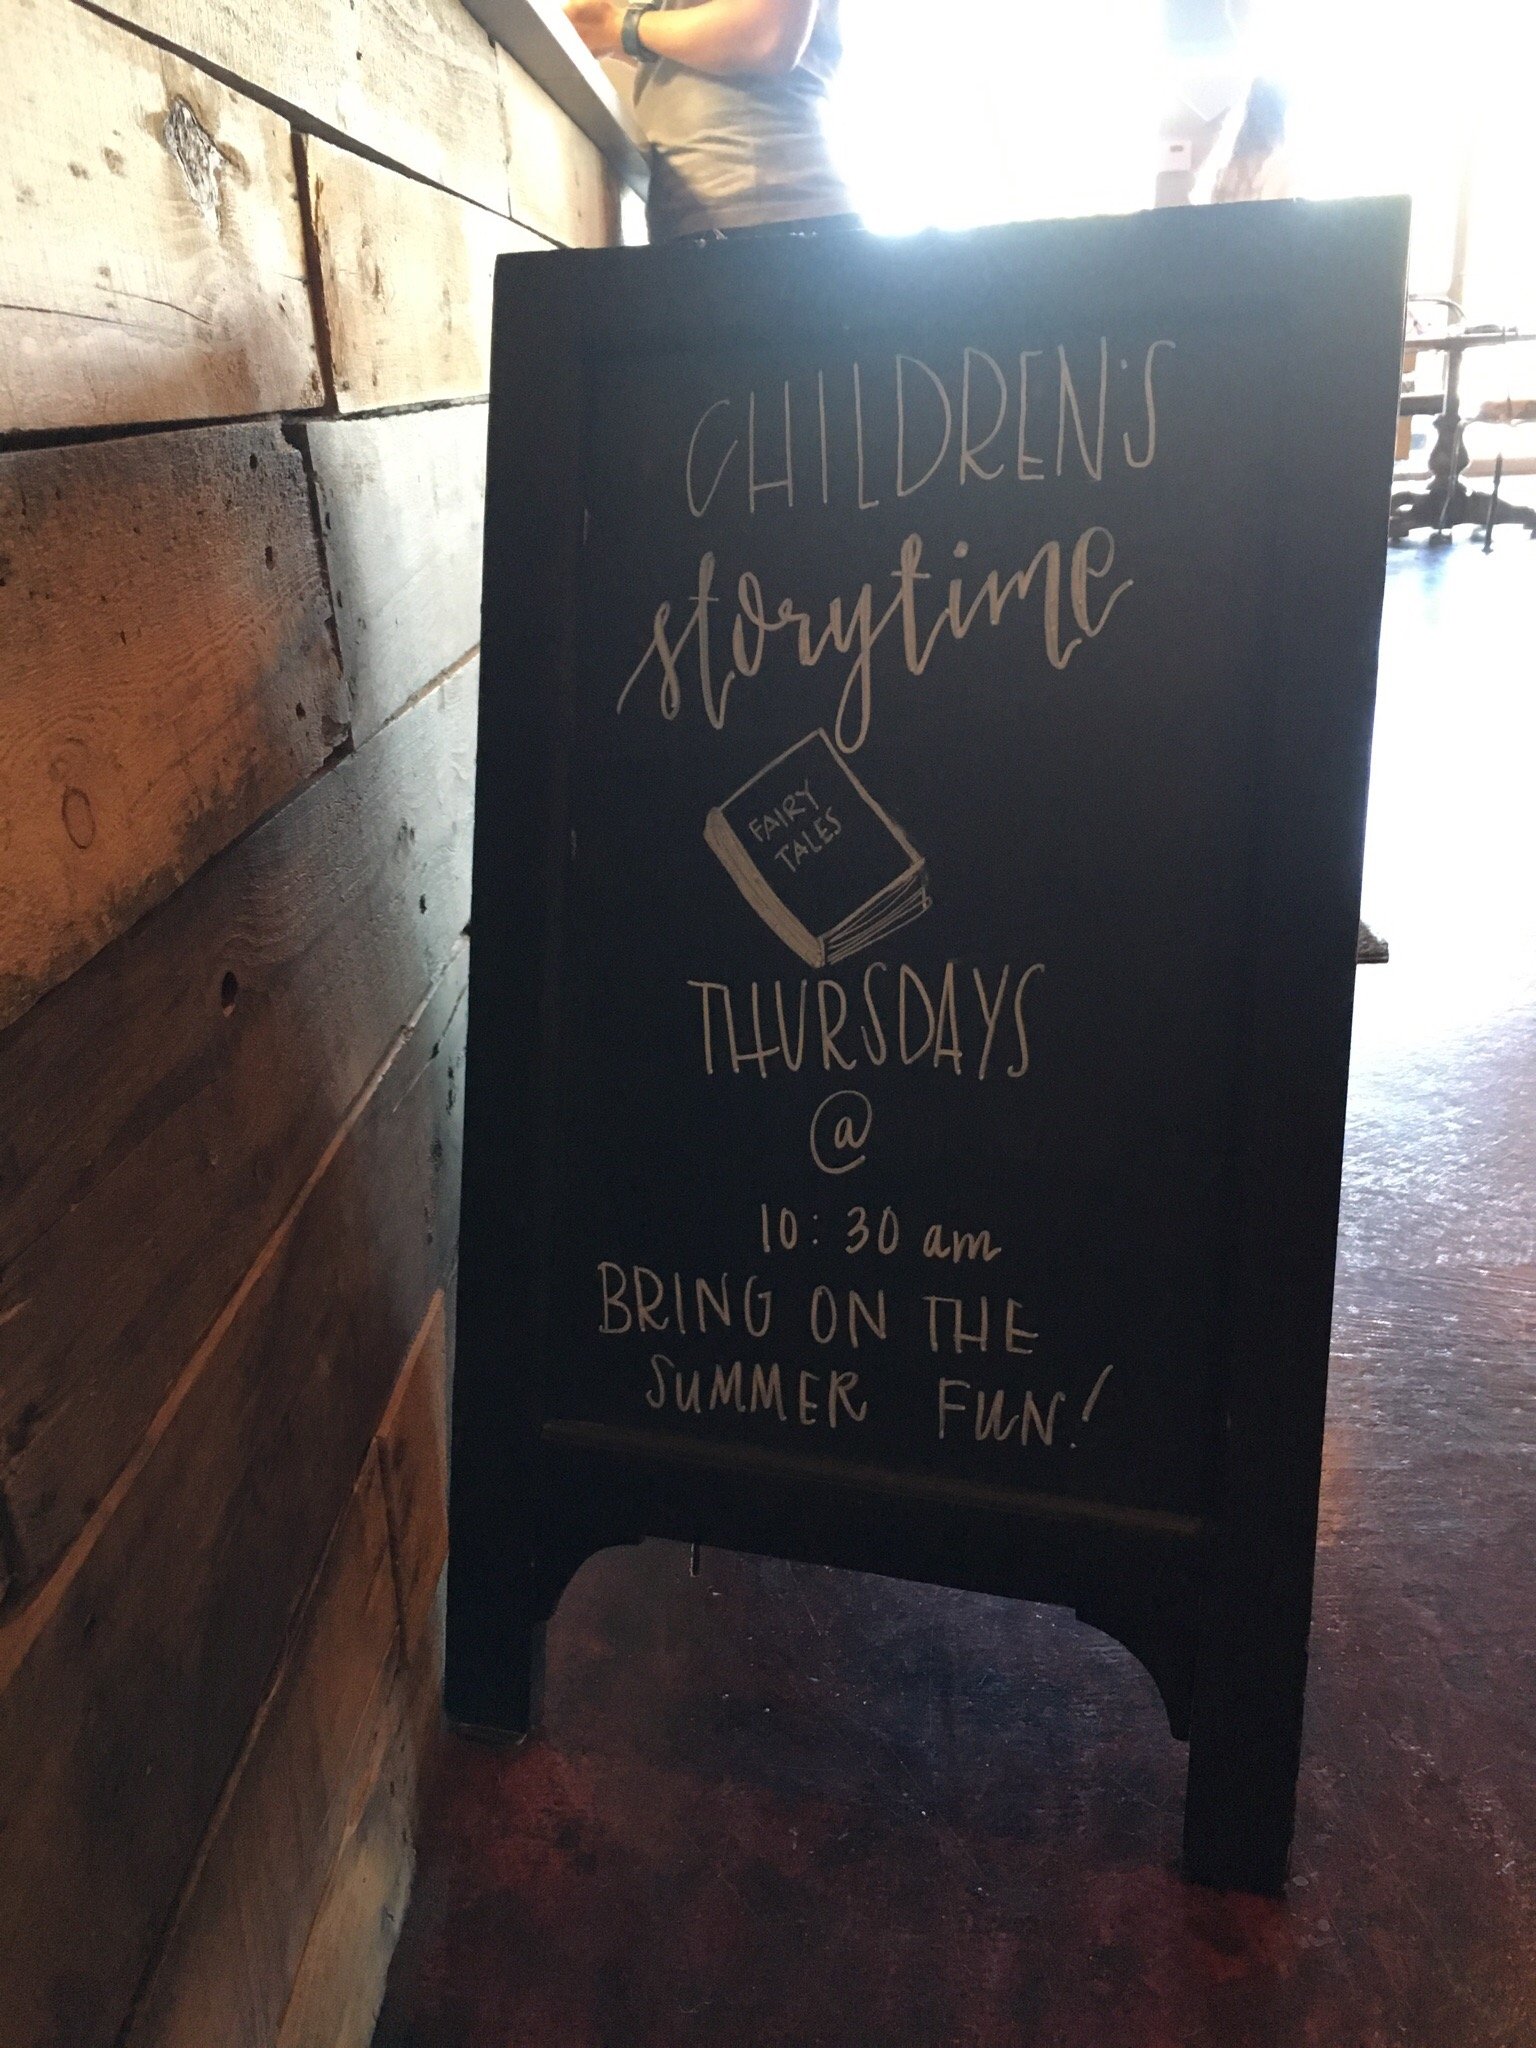 CHILDREN'S
storytime
FAIRY
TALES
THURSDAYS
@
10:30 am
BRING ON THE
SUMMER FUN!